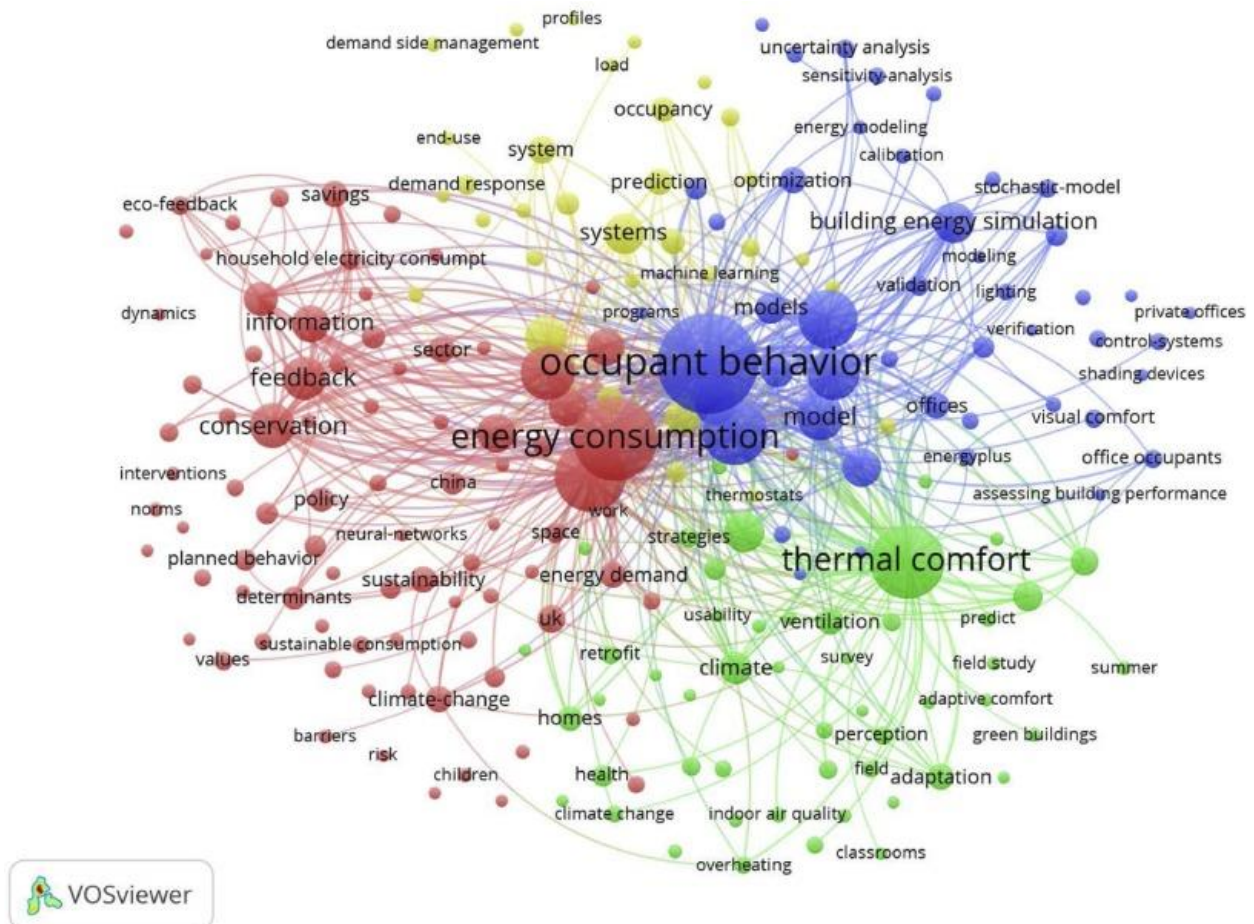 profiles
demand side management
uncertainty analysis
load
sensitivity-analysis
occupancy
energy modeling
end-use
system
calibration
demand response
prediction
optimization
stochastic-model
savings
eco-feedback
building energy simulation
systems
household electricity consumpt
modeling
machine learning
validation
lighting
models
dynamics
programs
private offices
information
verification
sector
control-systems
occupant behavior
feedback
shading devices
offices
model
visual comfort
conservation
energy consumption
energyplus
office occupants
interventions
china
thermostats
assessing building performance
policy
work
norms
neural-networks
space
strategies
planned behavior
thermal comfort
sustainability
energy demand
determinants
usability
uk
ventilation
predict
sustainable consumption
values
retrofit
survey
climate
field study
summer
climate-change
adaptive comfort
homes
barriers
perception
green buildings
risk
children
health
field
adaptation
climate change
indoor air quality
overheating
classrooms
VOSviewer